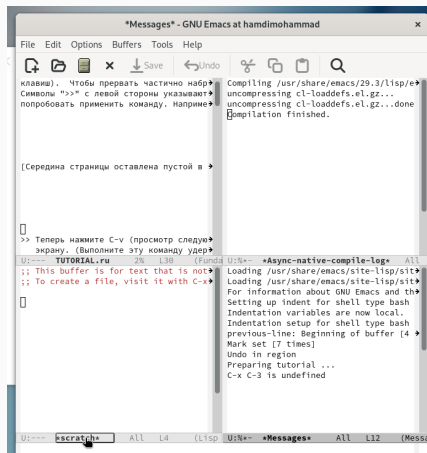 *Messages* - GNU Emacs at hamdimohammad
File Edit Options Buffers Tools Help
Save Undo
клавиш). Чтобы прервать частично набр
Символы ">>" с левой стороны указывают
попробовать применить команду. Наприме
[Середина страницы оставлена пустой в
>> Теперь нажмите C-v (просмотр следую
экрану. (Выполните эту команду удер
U:--- TUTORIAL.ru 2% L30 (Funda
Compiling /usr/share/emacs/29.3/lisp/e
uncompressing cl-loaddefs.el.gz...
uncompressing cl-loaddefs.el.gz...done
Compilation finished.
U:%*- *Async-native-compile-log* All
;; This buffer is for text that is not
;; To create a file, visit it with C-x
U:--- *scratch* All L4 (Lisp
Loading /usr/share/emacs/site-lisp/sit
Loading /usr/share/emacs/site-lisp/sit
For information about GNU Emacs and th
Setting up indent for shell type bash
Indentation variables are now local.
Indentation setup for shell type bash
previous-line: Beginning of buffer [4
Mark set [7 times]
Undo in region
Preparing tutorial ...
C-x C-3 is undefined
U:%*- *Messages* All L12 (Messa